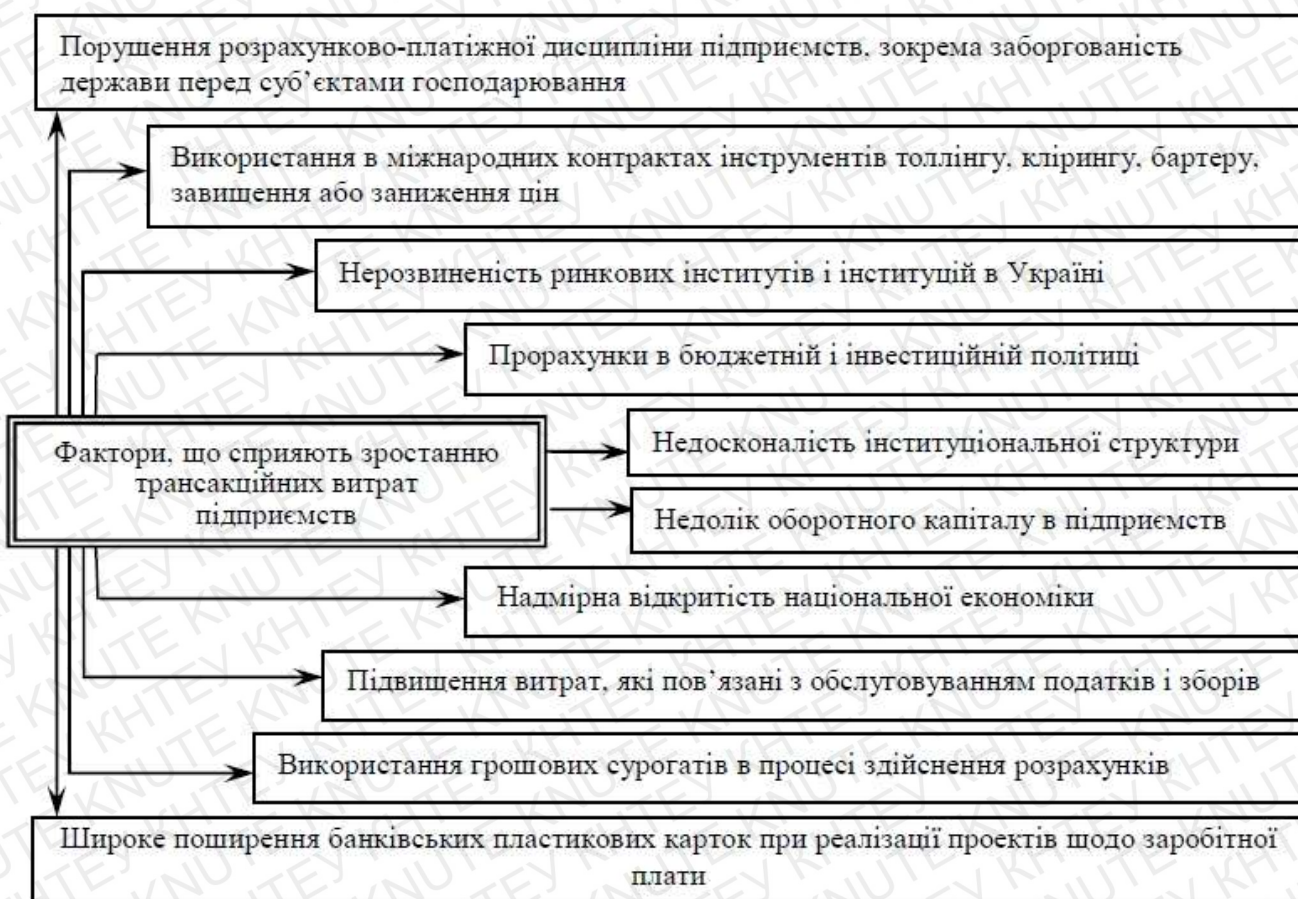 Порушення розрахунково-платіжної дисципліни підприємств, зокрема заборгованість
держави перед суб’єктами господарювання
Використання в міжнародних контрактах інструментів толлінгу, клірингу, бартеру,
завищення або заниження цін
Нерозвиненість ринкових інститутів і інституцій в Україні
Прорахунки в бюджетній і інвестиційній політиці
Фактори, що сприяють зростанню
трансакційних витрат
підприємств
Недосконалість інституціональної структури
Недолік оборотного капіталу в підприємств
Надмірна відкритість національної економіки
Підвищення витрат, які пов’язані з обслуговуванням податків і зборів
Використання грошових сурогатів в процесі здійснення розрахунків
Широке поширення банківських пластикових карток при реалізації проектів щодо заробітної
плати